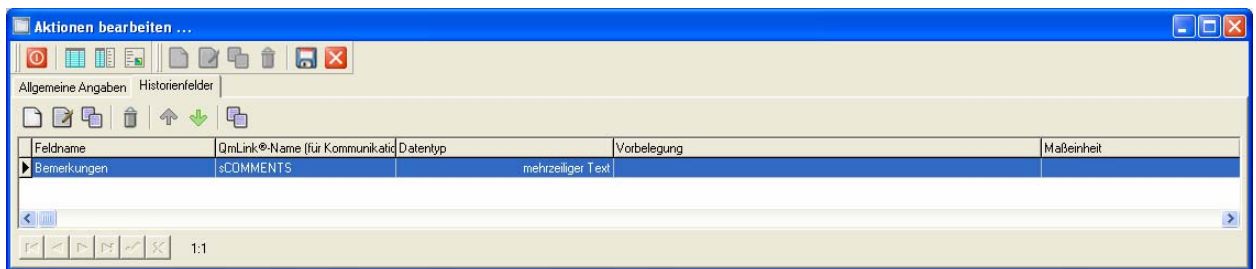 Aktionen bearbeiten ...
Allgemeine Angaben Historienfelder
Feldname QmLink®-Name (für Kommunikatio Datentyp Vorbelegung Maßeinheit
Bemerkungen sCOMMENTS mehrzeiliger Text
1:1